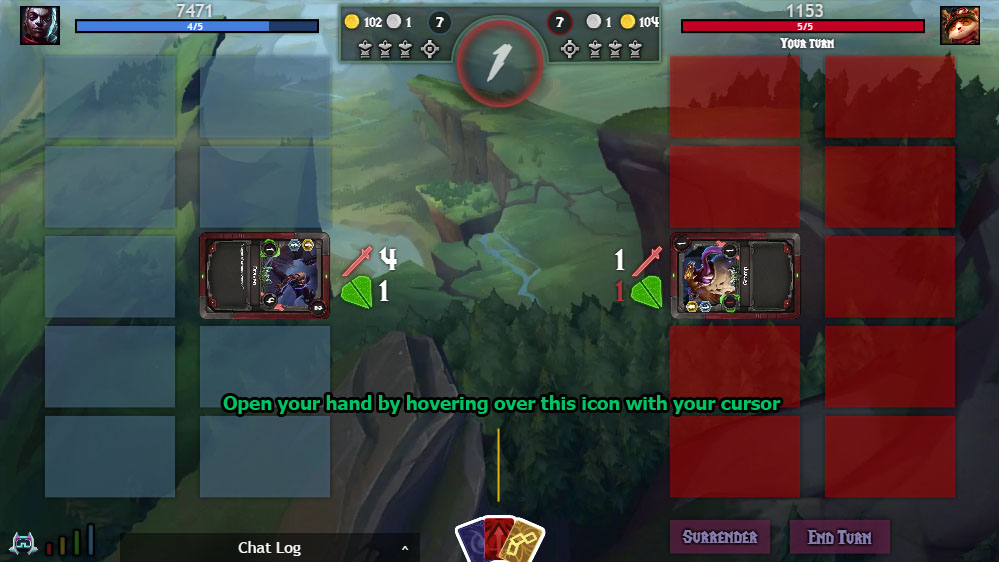 7471
4/5
102 1 7
7 1 104
1153
5/5
Your turn
4
1
1
1
Open your hand by hovering over this icon with your cursor
Chat Log
Surrender
End Turn